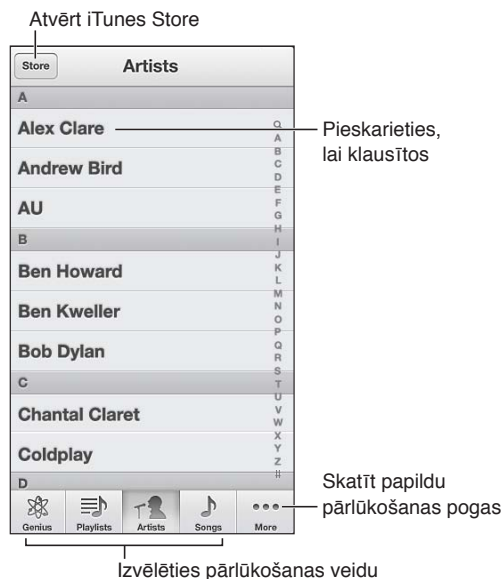 Atvērt iTunes Store
Store
Artists
A
Alex Clare
Pieskarieties,
lai klausītos
Andrew Bird
AU
B
Ben Howard
Ben Kweller
Bob Dylan
C
Chantal Claret
Coldplay
D
A
B
C
D
E
F
G
H
I
J
K
L
M
N
O
P
Q
R
S
T
U
V
W
X
Y
Z
#
Skatīt papildu
pārlūkošanas pogas
Genius
Playlists
Artists
Songs
More
Izvēlēties pārlūkošanas veidu